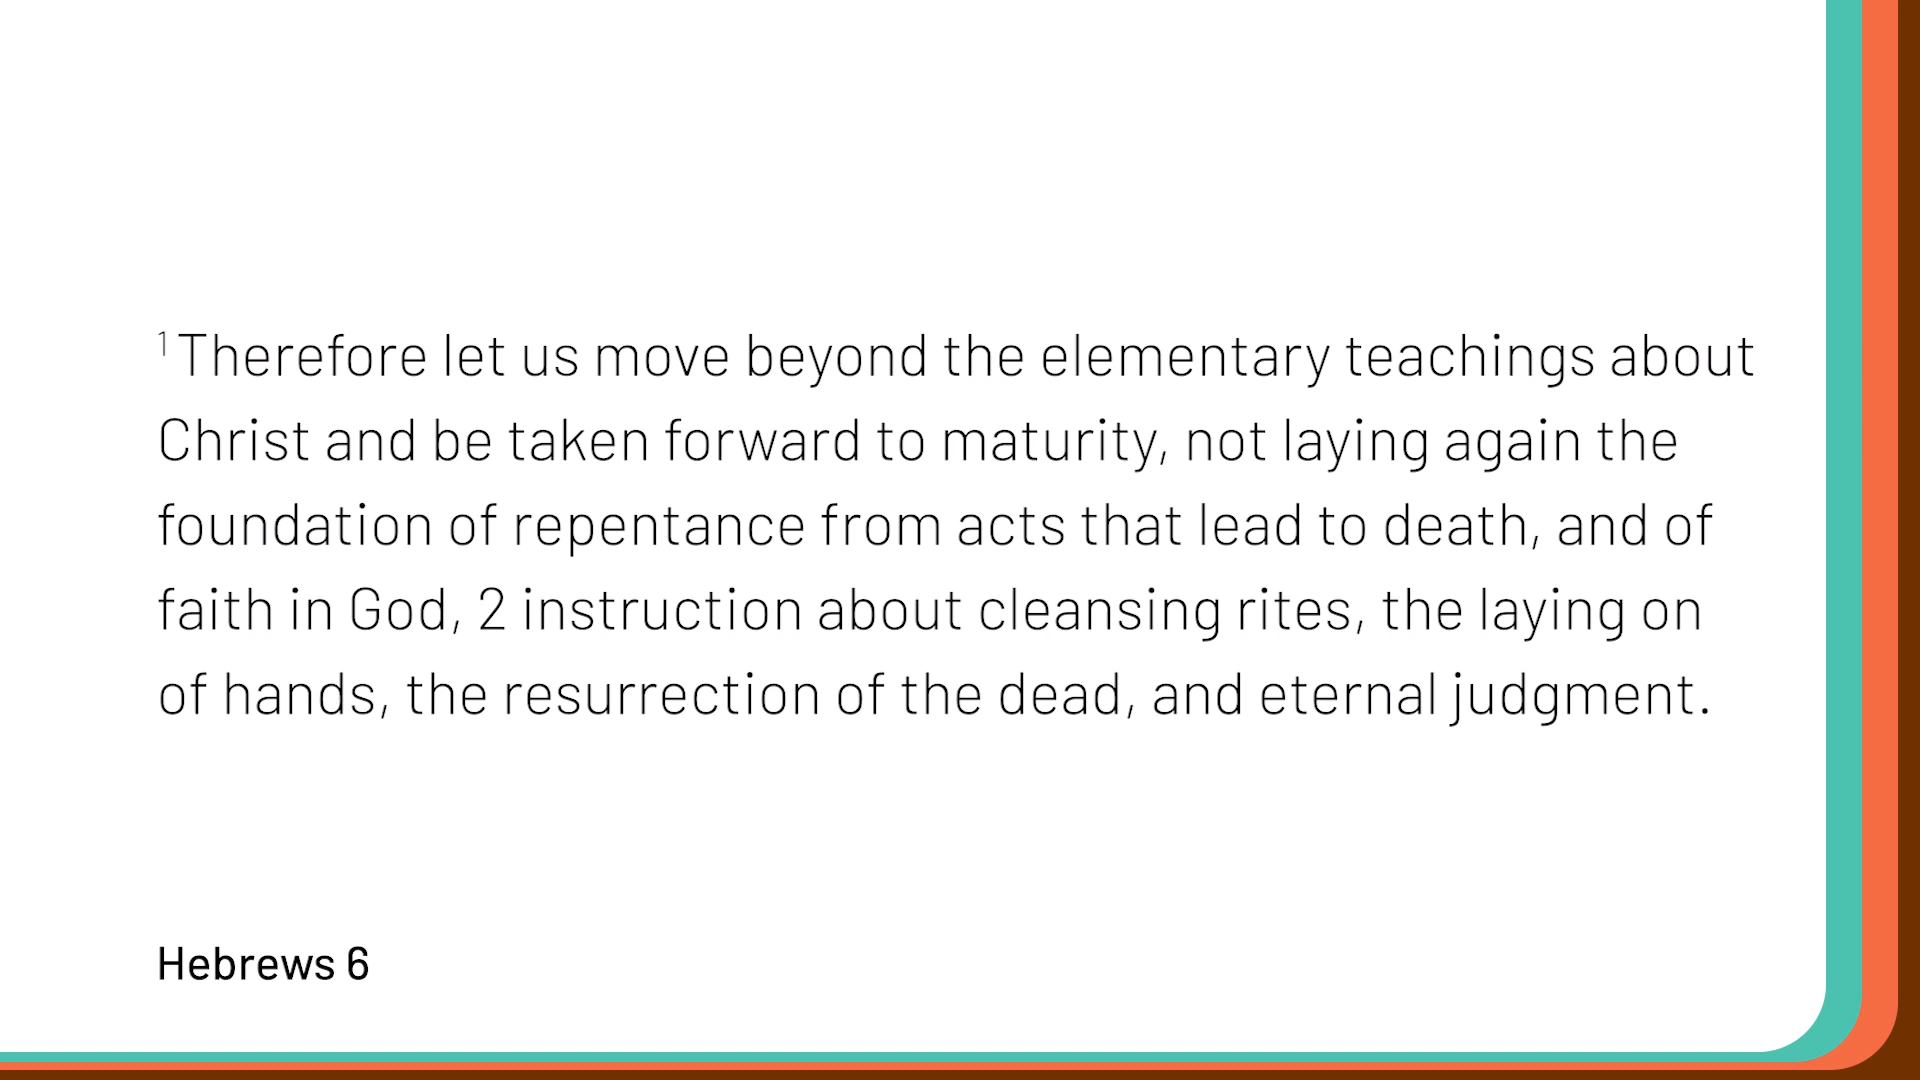 1 Therefore let us move beyond the elementary teachings about
Christ and be taken forward to maturity, not laying again the
foundation of repentance from acts that lead to death, and of
faith in God, 2 instruction about cleansing rites, the laying on
of hands, the resurrection of the dead, and eternal judgment.
Hebrews 6